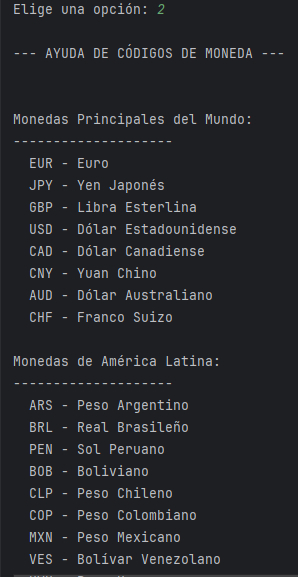 Elige una opción: 2
--- AYUDA DE CÓDIGOS DE MONEDA ---
Monedas Principales del Mundo:
--------------------
EUR - Euro
JPY - Yen Japonés
GBP - Libra Esterlina
USD - Dólar Estadounidense
CAD - Dólar Canadiense
CNY - Yuan Chino
AUD - Dólar Australiano
CHF - Franco Suizo
Monedas de América Latina:
--------------------
ARS - Peso Argentino
BRL - Real Brasileño
PEN - Sol Peruano
BOB - Boliviano
CLP - Peso Chileno
COP - Peso Colombiano
MXN - Peso Mexicano
VES - Bolívar Venezolano